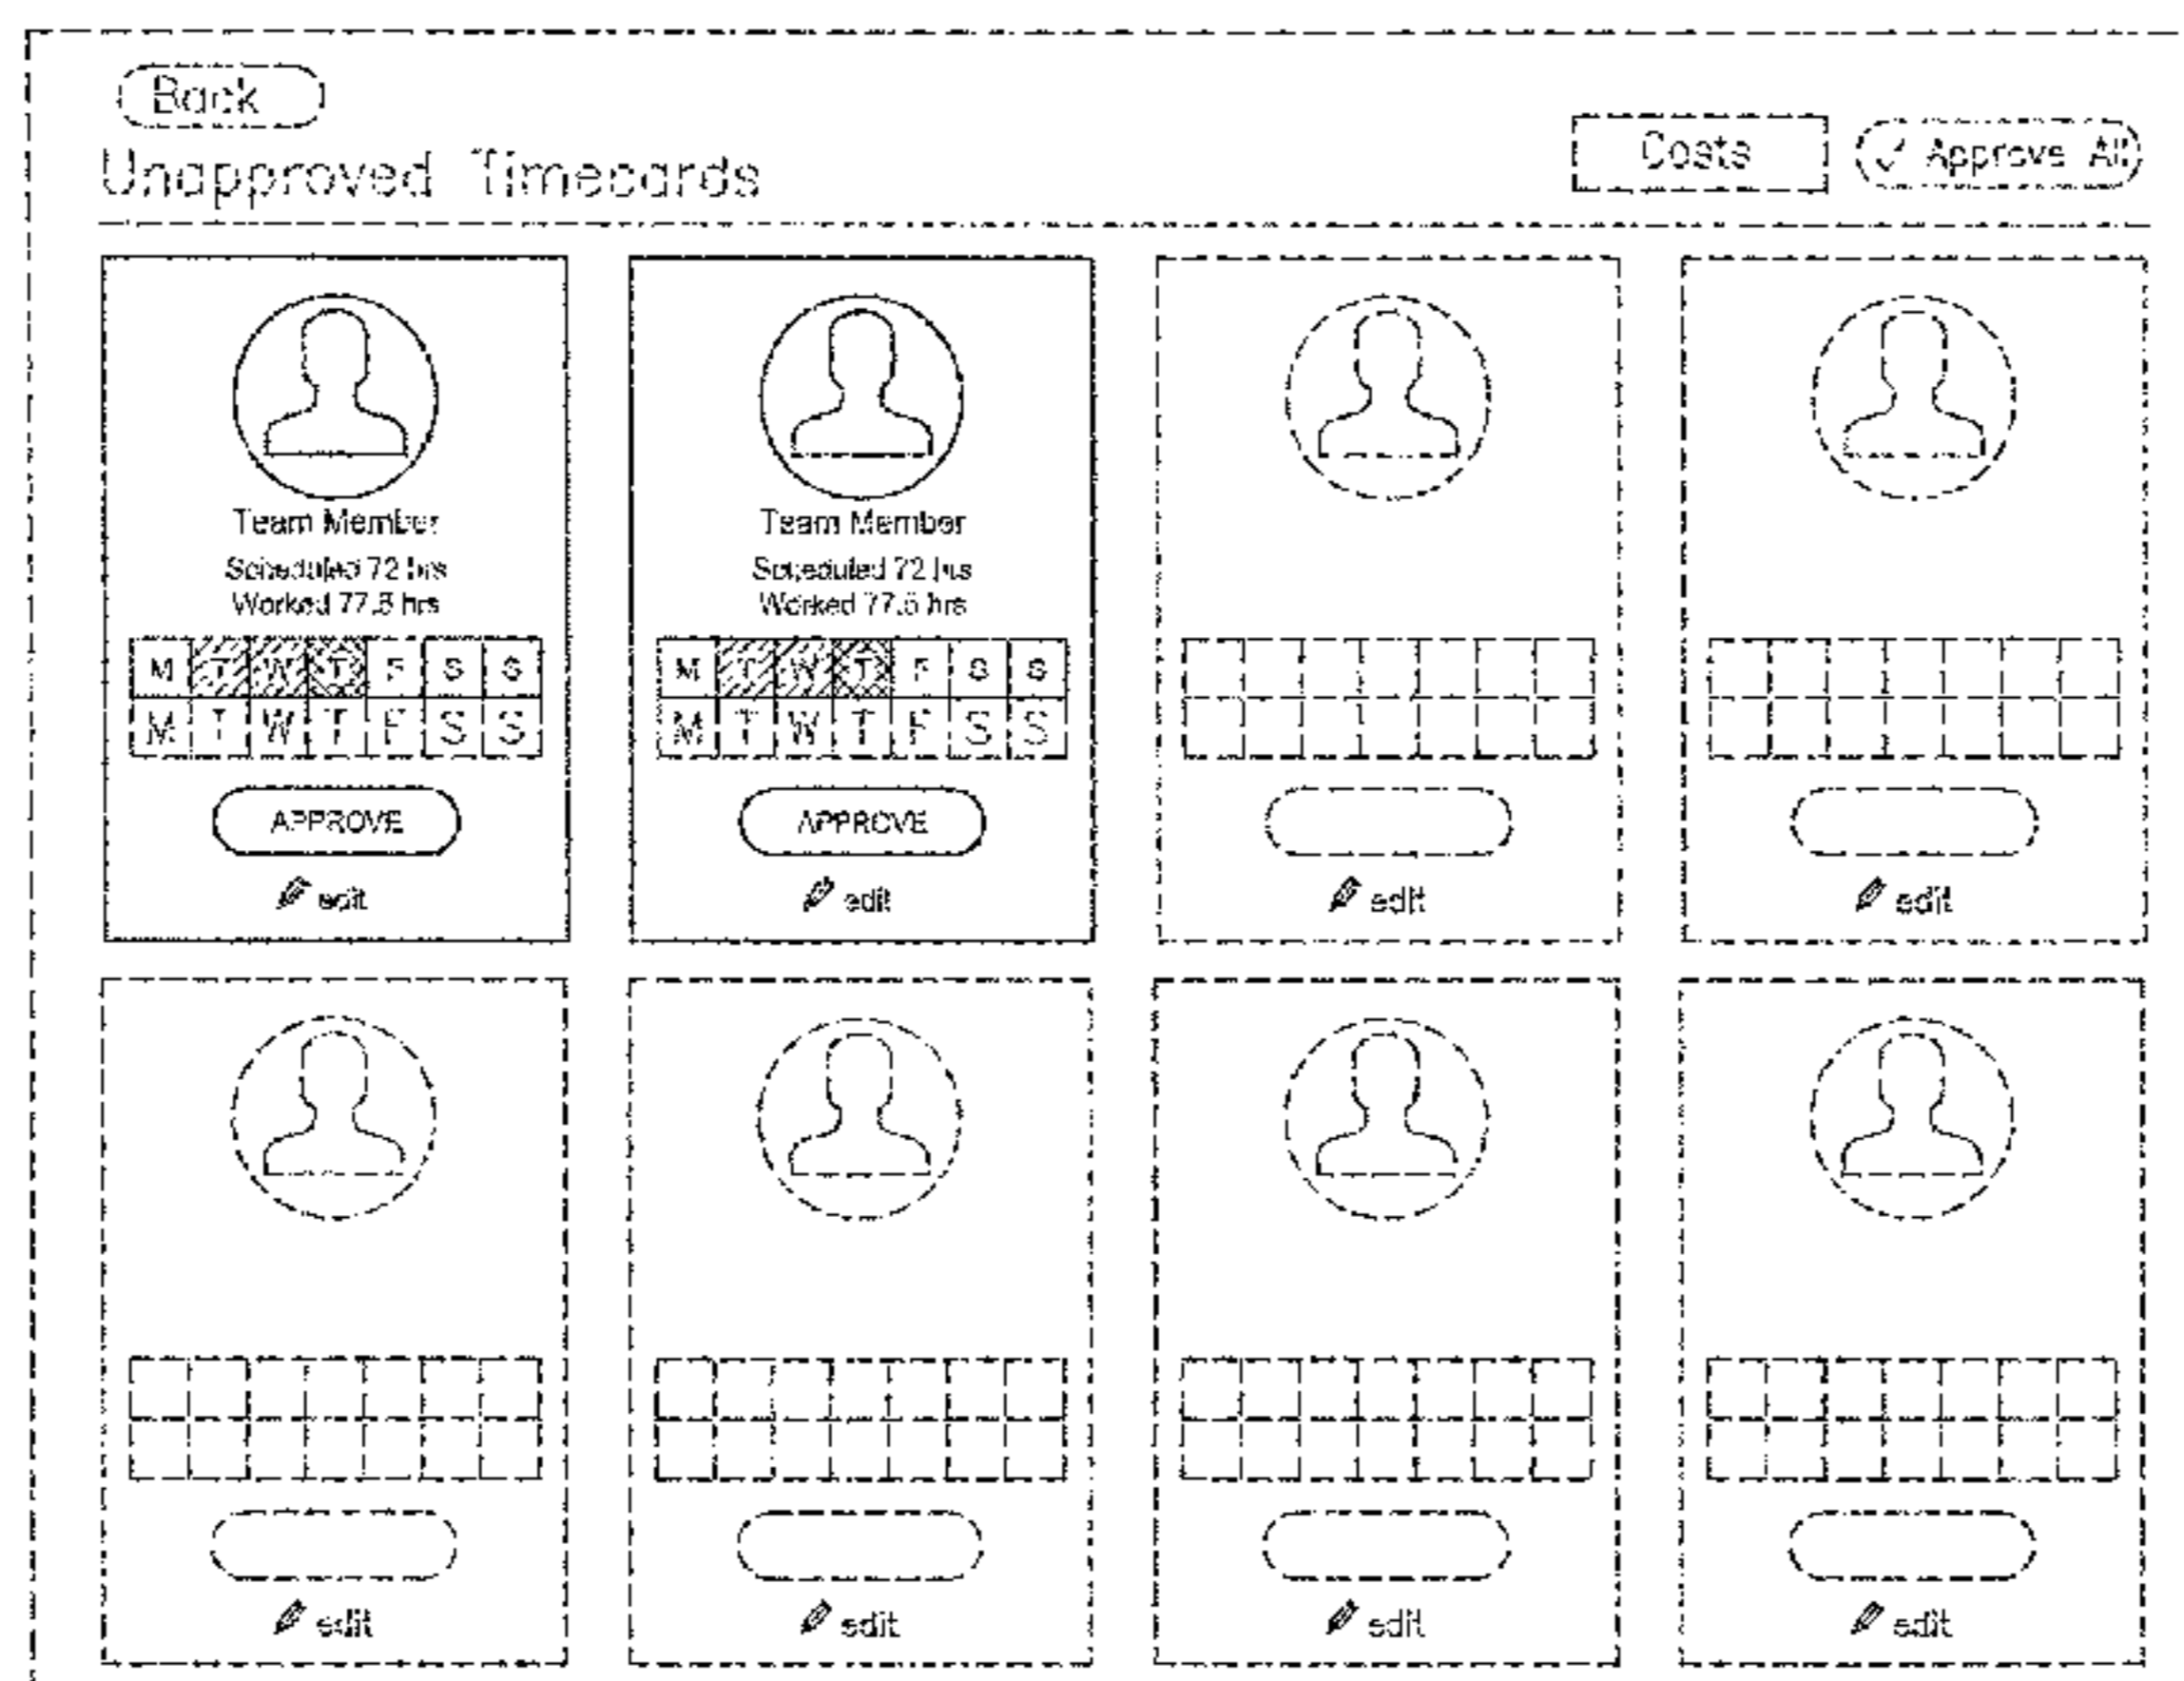 Back
Unapproved Timecards
Costs
✓ Approve All
Team Member
Scheduled 72 hrs
Worked 77.5 hrs
M T W T F S S
M T W T F S S
APPROVE
edit
Team Member
Scheduled 72 hrs
Worked 77.5 hrs
M T W T F S S
M T W T F S S
APPROVE
edit
edit
edit
edit
edit
edit
edit